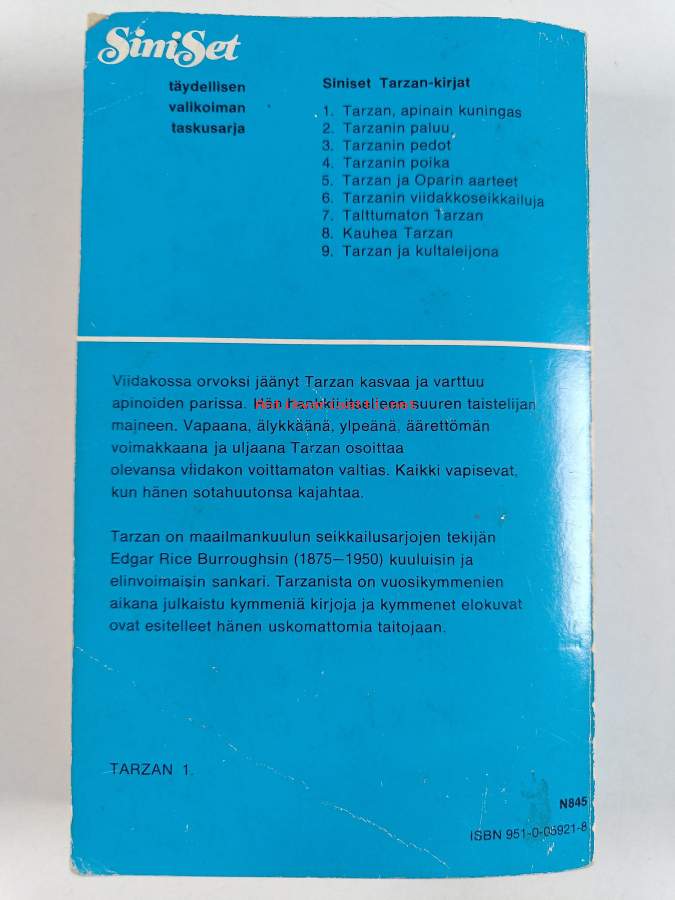 SiniSet
täydellisen
valikoiman
taskusarja
Siniset Tarzan-kirjat
1. Tarzan, apinain kuningas
2. Tarzanin paluu
3. Tarzanin pedot
4. Tarzanin poika
5. Tarzan ja Oparin aarteet
6. Tarzanin viidakkoseikkailuja
7. Talttumaton Tarzan
8. Kauhea Tarzan
9. Tarzan ja kultaleijona
Viidakossa orvoksi jäänyt Tarzan kasvaa ja varttuu
apinoiden parissa. Hän hankkii itselleen suuren taistelijan
maineen. Vapaana, älykkäänä, ylpeänä, äärettömän
voimakkaana ja uljaana Tarzan osoittaa
olevansa viidakon voittamaton valtias. Kaikki vapisevat,
kun hänen sotahuutonsa kajahtaa.
Tarzan on maailmankuulun seikkailusarjojen tekijän
Edgar Rice Burroughsin (1875—1950) kuuluisin ja
elinvoimaisin sankari. Tarzanista on vuosikymmenien
aikana julkaistu kymmeniä kirjoja ja kymmenet elokuvat
ovat esitelleet hänen uskomattomia taitojaan.
TARZAN 1.
N845
ISBN 951-0-05921-8